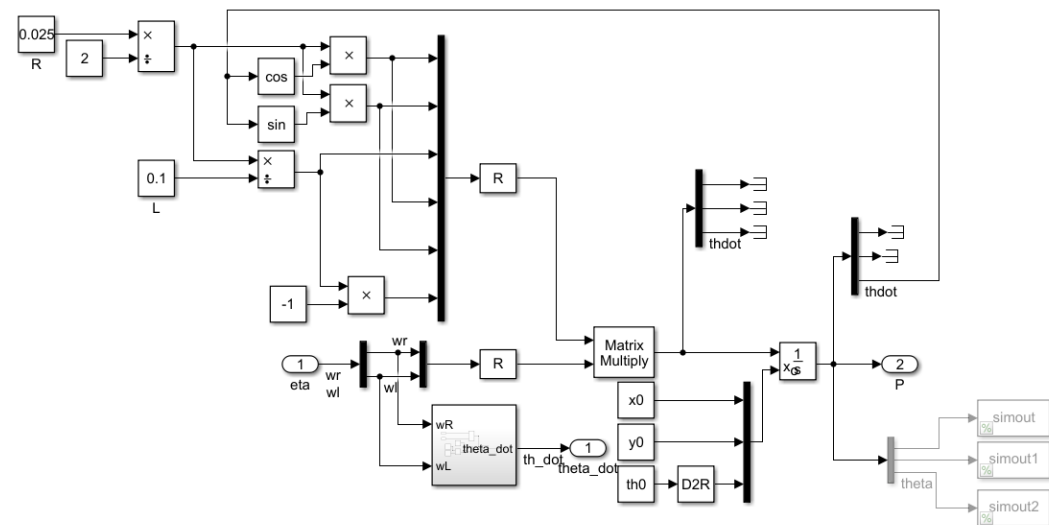 0.025
R
2
×
÷
cos
sin
×
×
0.1
L
×
÷
-1
×
R
thdot
thdot
1
eta
wr
wl
wr
wl
R
Matrix
Multiply
1
s
xo
2
P
x0
y0
th0
D2R
wR
wL
theta_dot
th_dot
1
theta_dot
theta
simout
simout1
simout2